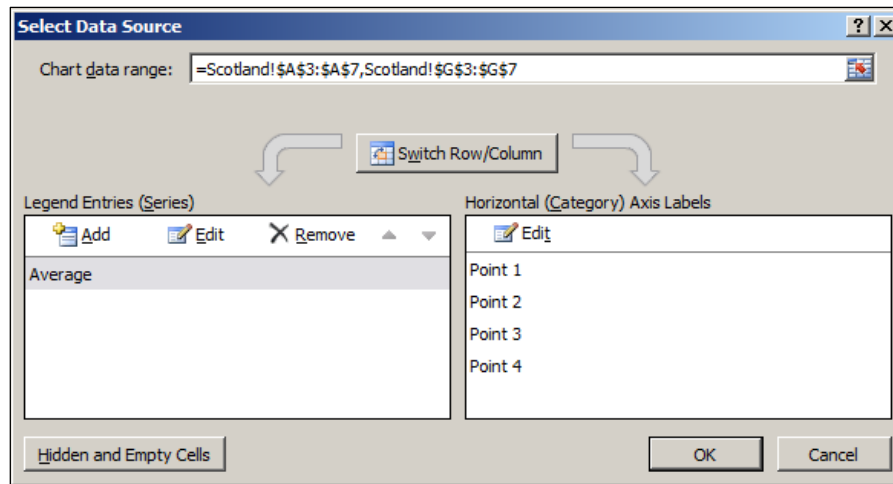 Select Data Source
?
X
Chart data range: =Scotland!$A$3:$A$7,Scotland!$G$3:$G$7
Switch Row/Column
Legend Entries (Series)
Add Edit Remove
Average
Horizontal (Category) Axis Labels
Edit
Point 1
Point 2
Point 3
Point 4
Hidden and Empty Cells
OK
Cancel